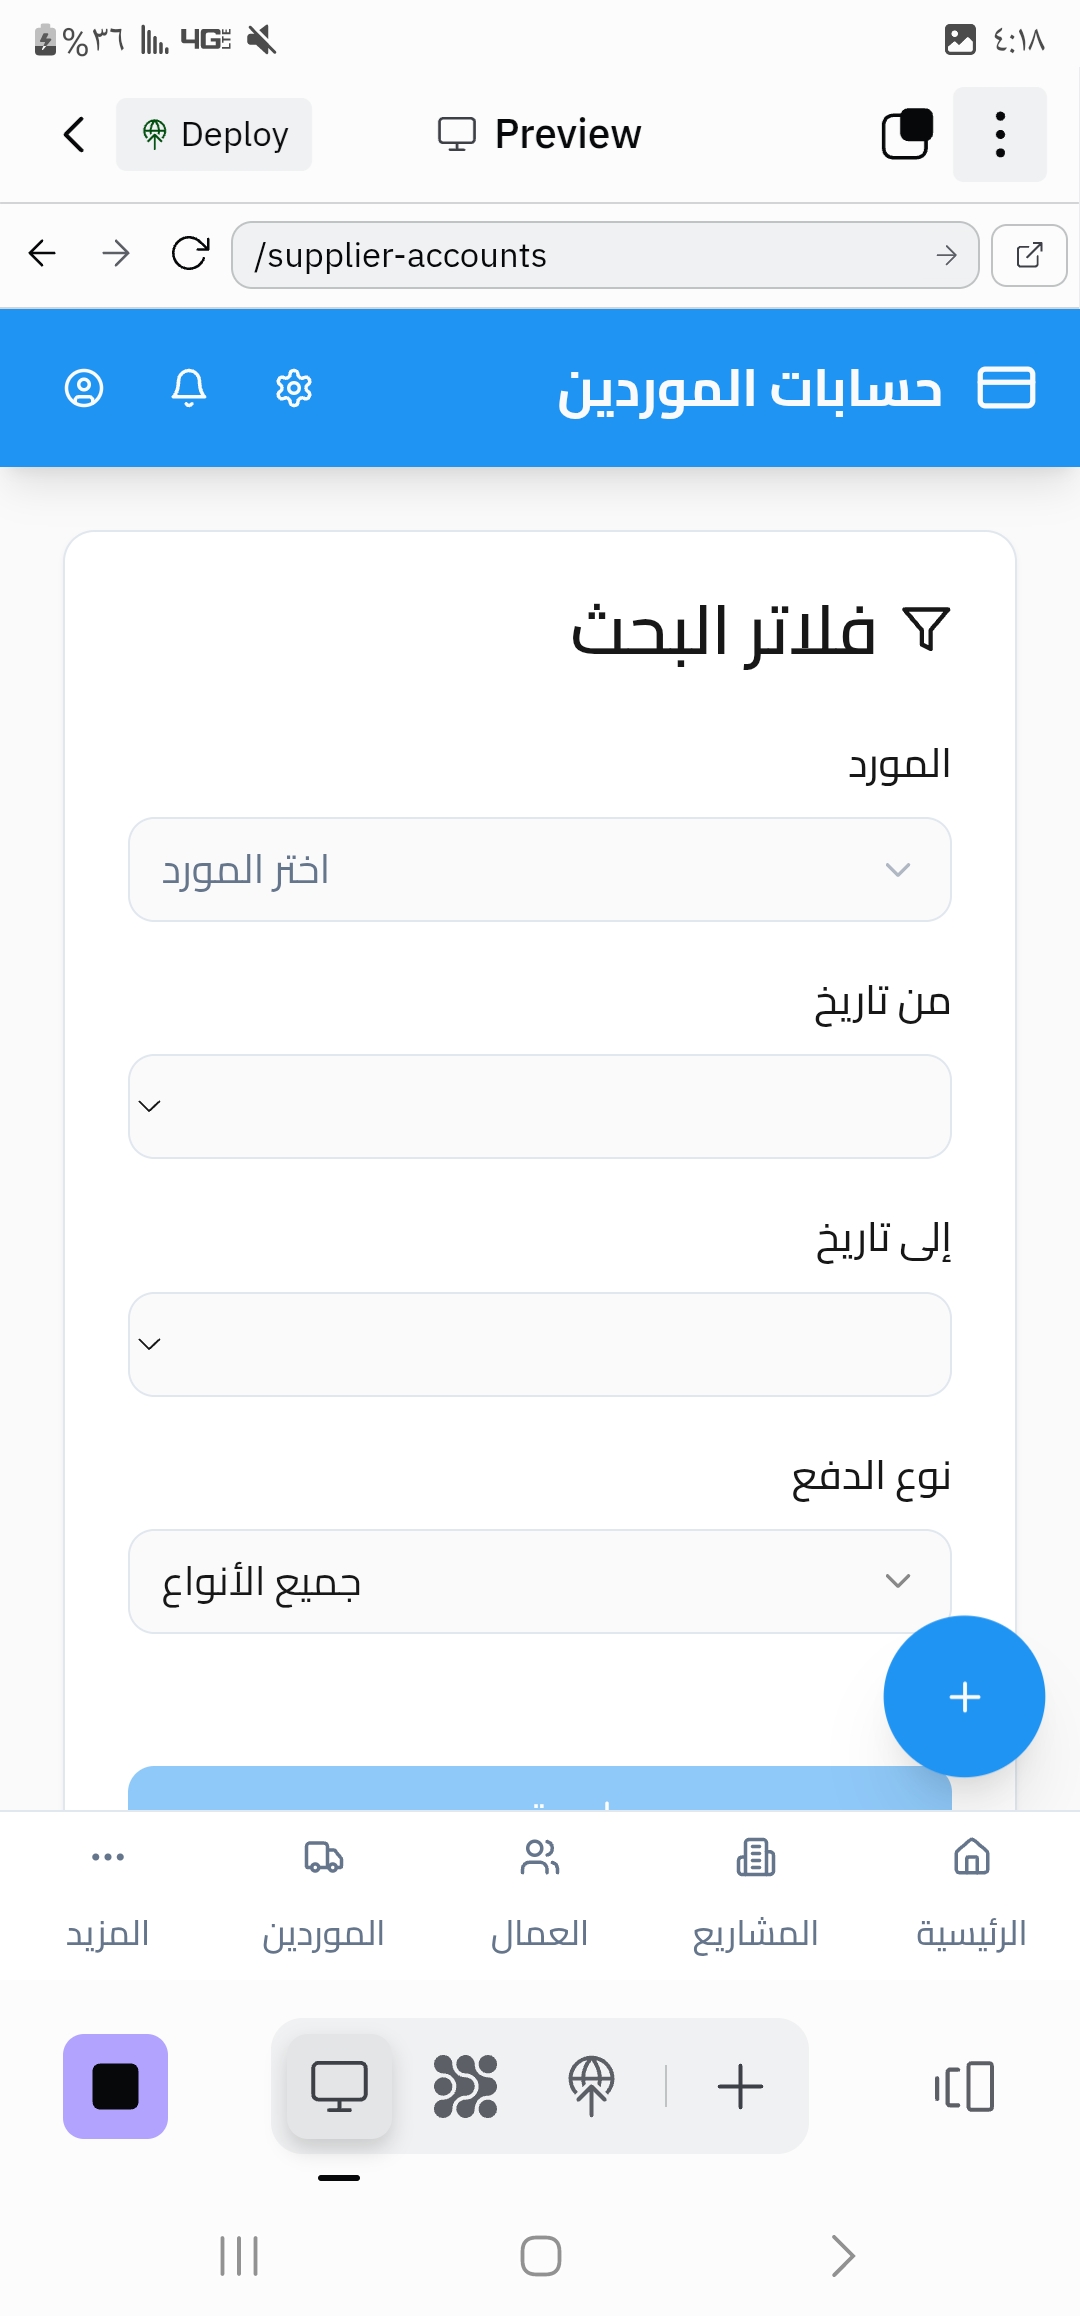 ٤:١٨ 4G LTE %٣٦
Deploy Preview
/supplier-accounts
حسابات الموردين
فلاتر البحث
المورد
اختر المورد
من تاريخ
إلى تاريخ
نوع الدفع
جميع الأنواع
الرئيسية المشاريع العمال الموردين المزيد